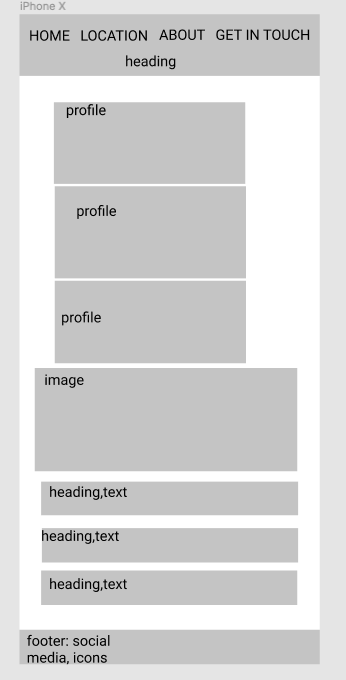 iPhone X
HOME LOCATION ABOUT GET IN TOUCH
heading
profile
profile
profile
image
heading,text
heading,text
heading,text
footer: social
media, icons